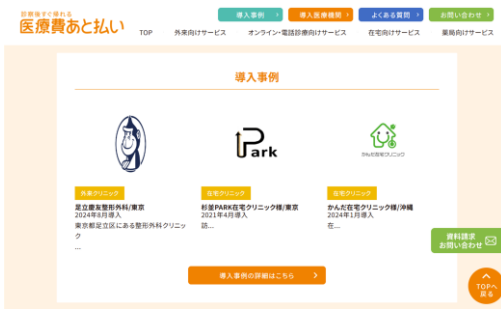 診察後すぐ帰れる
医療費あと払い
導入事例
導入医療機関
よくある質問
お問い合わせ
TOP
外来向けサービス
オンライン・電話診療向けサービス
在宅向けサービス
薬局向けサービス
導入事例
Park
かんだ在宅クリニック
外来クリニック
足立慶友整形外科/東京
2024年8月導入
東京都足立区にある整形外科クリニック
...
在宅クリニック
杉並PARK在宅クリニック様/東京
2021年4月導入
訪...
在宅クリニック
かんだ在宅クリニック様/沖縄
2024年1月導入
在...
導入事例の詳細はこちら
資料請求
お問い合わせ
TOPへ
戻る